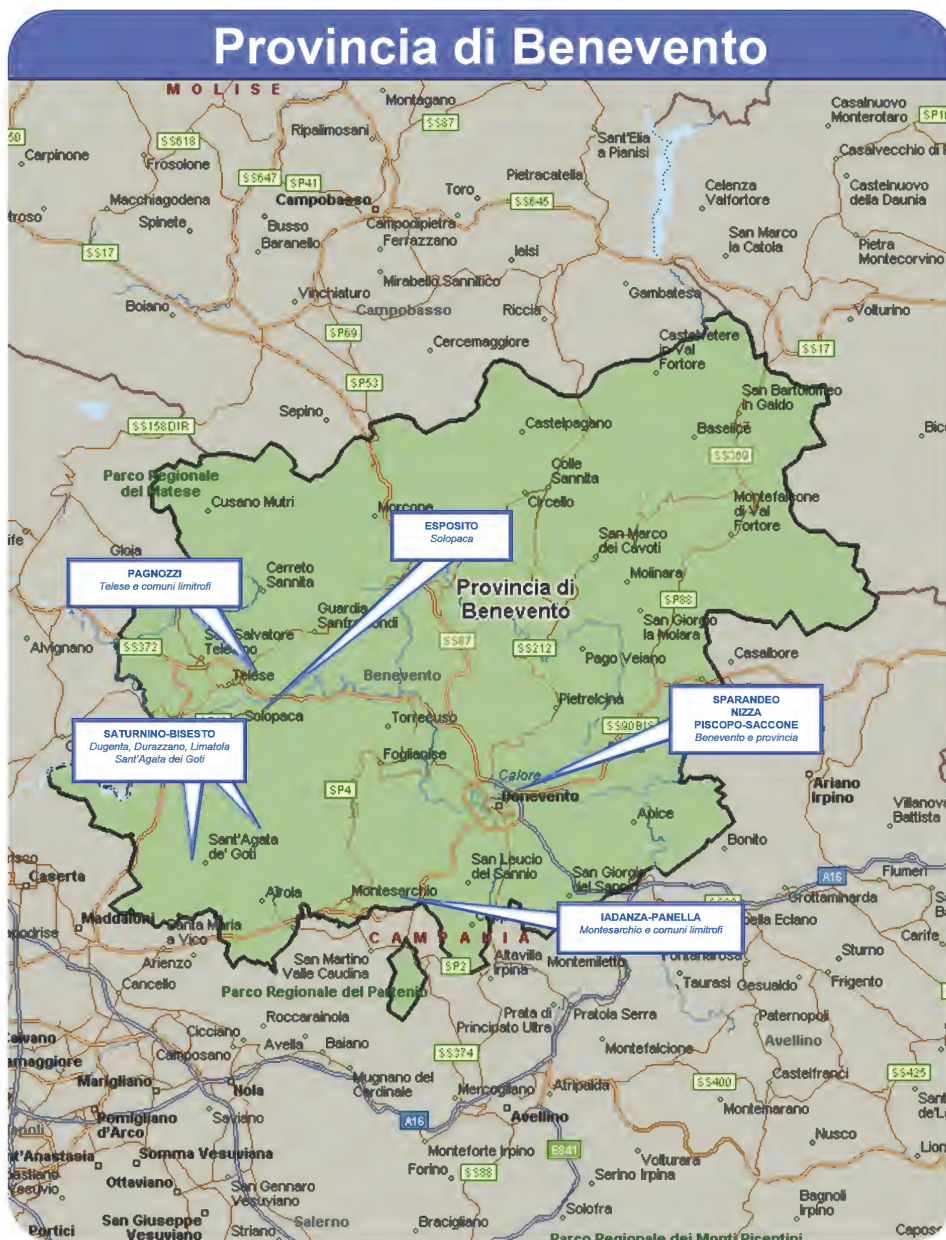 Provincia di Benevento
MOLISE
Montagano
SS87
Casalnuovo
Monterotaro
Ripalimosani
SS618
Sant'Elia
a Pianisi
Carpinone
Frosolone
Casalvecchio di
SS647
SP41
Pietracatella
Toro
Celenza
Valfortore
Castelnuovo
della Daunia
Macchiagodena
Campobasso
SS645
Spinete
Busso
Campodipietra
Baranello
Ferrazzano
San Marco
la Catola
Pietra
Montecorvino
SS17
Jelsi
Mirabello Sannitico
Gambatesa
Vinchiaturo
Boiano
Campobasso
Riccia
Volturino
SP69
Cercemaggiore
Castelvetere
in Val
Fortore
SS17
SP53
San Bartolomeo
in Galdo
Sepino
SS158DIR
Castelpagano
Baselice
SS369
Parco Regionale
del Matese
Colle
Sannita
Cusano Mutri
Circello
Montefalcone
di Val
Fortore
Morcone
ESPOSITO
Solopaca
San Marco
dei Cavoti
Gioia
PAGNOZZI
Telese e comuni limitrofi
Cerreto
Sannita
Molinara
Provincia di
Benevento
SP88
Guardia
Sanframondi
San Giorgio
la Molara
Alvignano
SS372
San Salvatore
Telesino
SS87
SS212
Pago Veiano
Casalbore
Telese
Benevento
Pietrelcina
Solopaca
Torrecuso
SPARANDEO
NIZZA
PISCOPO-SACCONE
Benevento e provincia
SS90BIS
SATURNINO-BISESTO
Dugenta, Durazzano, Limatola
Sant'Agata dei Goti
Foglianise
Calore
Benevento
SP4
Ariano
Irpino
Apice
Villanova
Battista
Bonito
Sant'Agata
de' Goti
San Leucio
del Sannio
San Giorgio
del Sannio
A16
Flumeri
Caserta
Airola
Montesarchio
Grottaminarda
Maddaloni
IADANZA-PANELLA
Montesarchio e comuni limitrofi
Santa Maria
a Vico
CAMPANIA
Carife
Sturno
Arienzo
San Martino
Valle Caudina
SP2
Altavilla
Irpina
Montemiletto
Fontanarosa
Cancello
Taurasi
Gesualdo
Frigento
Parco Regionale del Partenio
Roccarainola
Prata di
Principato Ultra
Pratola Serra
Paternopoli
Cicciano
Avella
Baiano
Montefalcione
Avellino
Camposano
SS374
Marigliano
Nola
Mugnano del
Cardinale
Mercogliano
Atripalda
SS400
Castelfranci
SS425
Pomigliano
d'Arco
Saviano
A16
Avellino
Montemarano
Somma Vesuviana
Monteforte Irpino
E841
Nusco
Ottaviano
Forino
SS88
Volturara
Serino Irpino
San Gennaro
Vesuviano
Bagnoli
Irpino
San Giuseppe
Vesuviano
Salerno
Solofra
Portici
Striano
Bracigliano
Parco Regionale dei Monti Picentini